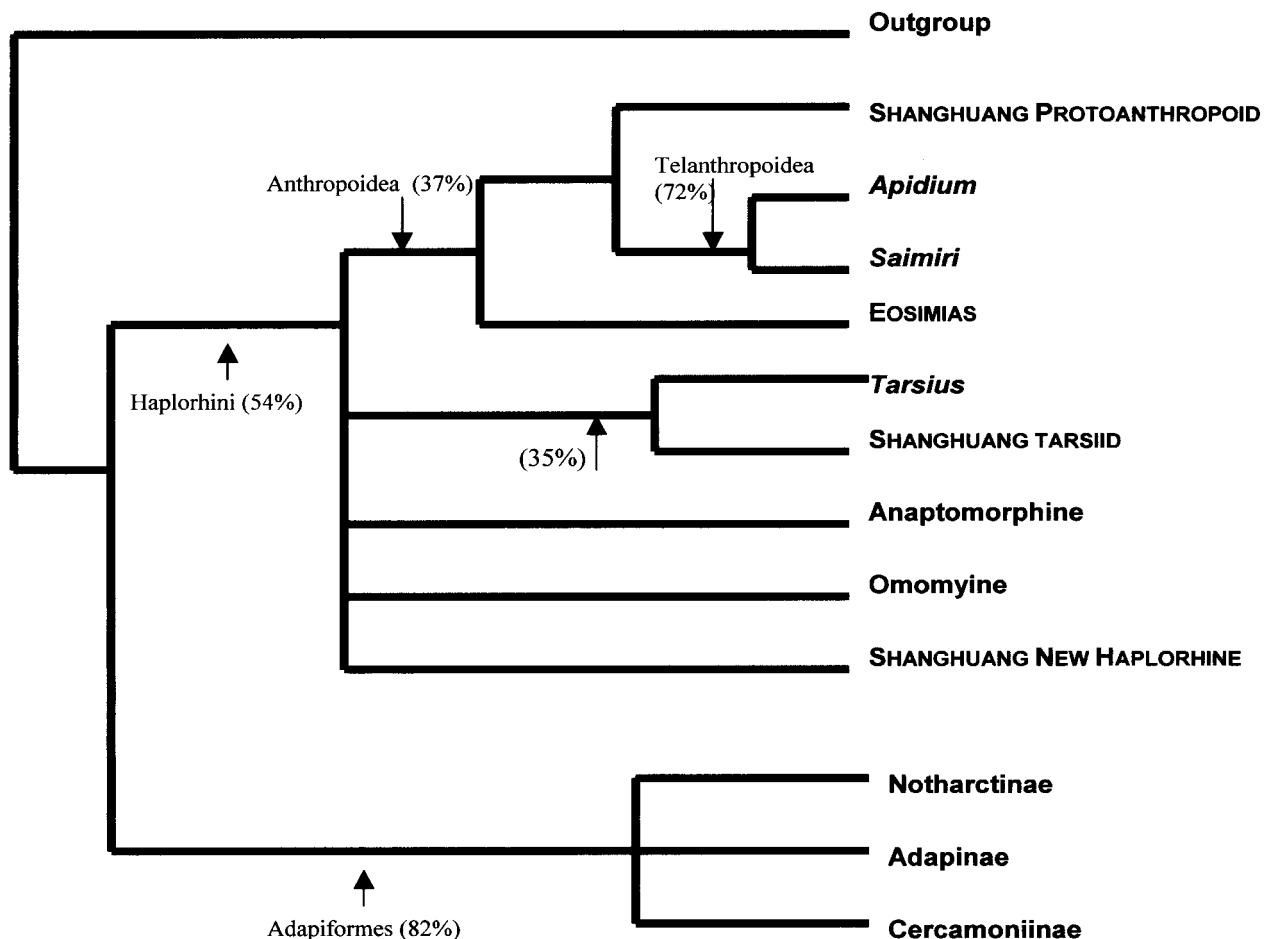 Outgroup
SHANGHUANG PROTOANTHROPOID
Anthropoidea (37%)
Telanthropoidea
(72%)
Apidium
Saimiri
EOSIMIAS
Haplorhini (54%)
Tarsius
(35%)
SHANGHUANG TARSIID
Anaptomorphine
Omomyine
SHANGHUANG NEW HAPLORHINE
Notharctinae
Adapinae
Adapiformes (82%)
Cercamoniinae